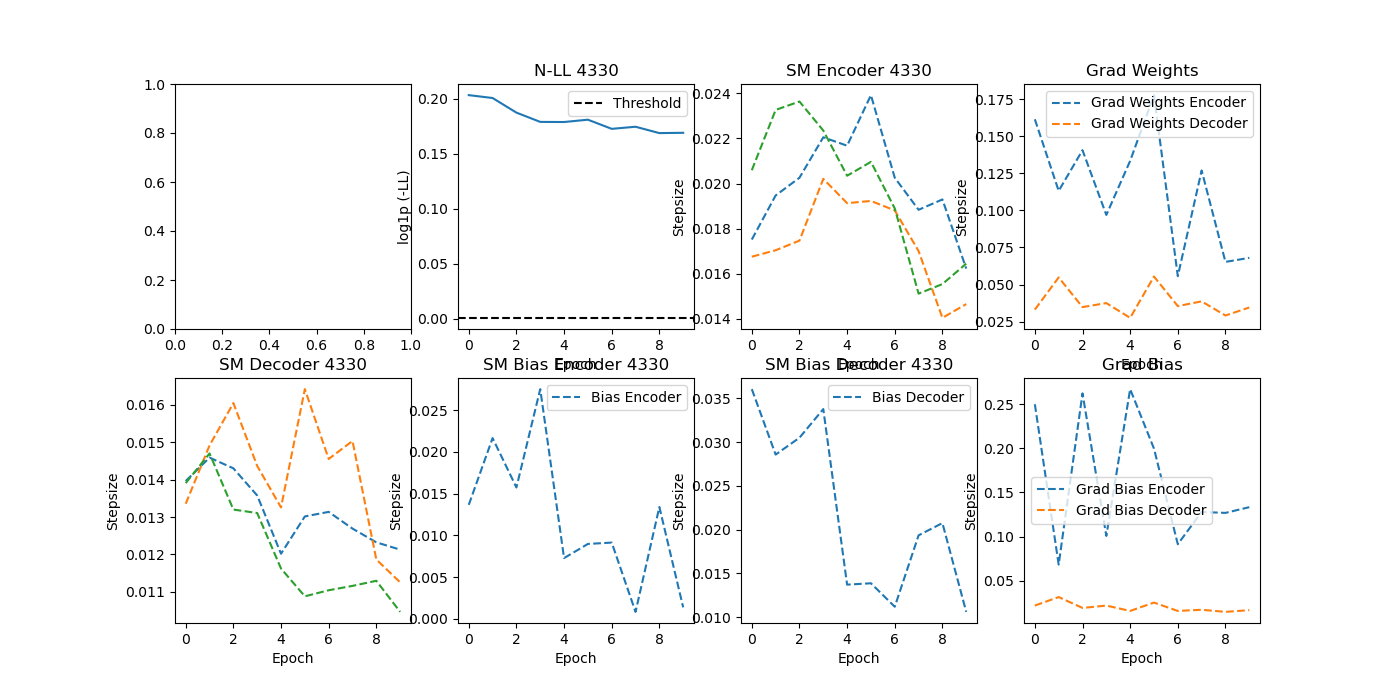 N-LL 4330
SM Encoder 4330
Grad Weights
1.0
0.8
0.6
0.4
0.2
0.0
0.0 0.2 0.4 0.6 0.8 1.0
log1p (-LL)
0.20
0.15
0.10
0.05
0.00
Threshold
0 2 4 6 8
Epoch
Stepsize
0.024
0.022
0.020
0.018
0.016
0.014
0 2 4 6 8
Epoch
Stepsize
0.175
0.150
0.125
0.100
0.075
0.050
0.025
Grad Weights Encoder
Grad Weights Decoder
0 2 4 6 8
Epoch
SM Decoder 4330
SM Bias Encoder 4330
SM Bias Decoder 4330
Grad Bias
Stepsize
0.016
0.015
0.014
0.013
0.012
0.011
0 2 4 6 8
Epoch
Stepsize
0.025
0.020
0.015
0.010
0.005
0.000
Bias Encoder
0 2 4 6 8
Epoch
Stepsize
0.035
0.030
0.025
0.020
0.015
0.010
Bias Decoder
0 2 4 6 8
Epoch
Stepsize
0.25
0.20
0.15
0.10
0.05
Grad Bias Encoder
Grad Bias Decoder
0 2 4 6 8
Epoch